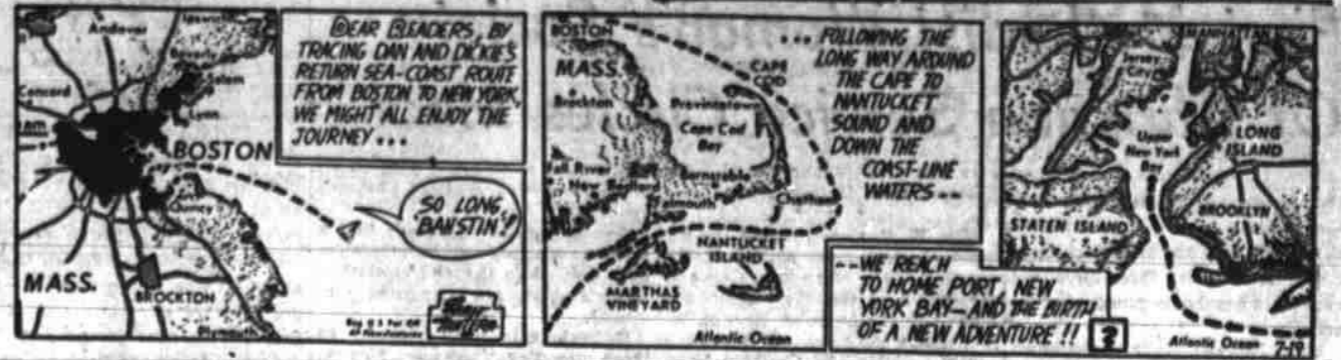 DEAR READERS, BY
TRACING DAN AND DICKIE'S
RETURN SEA-COAST ROUTE
FROM BOSTON TO NEW YORK,
WE MIGHT ALL ENJOY THE
JOURNEY...
Andover
Salem
Concord
Lynn
BOSTON
SO LONG,
'BAHSTIN'!
MASS.
BROCKTON
Plymouth
BOSTON
MASS.
CAPE
COD
Brockton
Provincetown
Cape Cod
Bay
Fall River
New Bedford
Barnstable
Falmouth
Chatham
NANTUCKET
ISLAND
MARTHAS
VINEYARD
Atlantic Ocean
... FOLLOWING THE
LONG WAY AROUND
THE CAPE TO
NANTUCKET
SOUND AND
DOWN THE
COAST-LINE
WATERS --
--WE REACH
TO HOME PORT, NEW
YORK BAY--AND THE BIRTH
OF A NEW ADVENTURE!!
?
MANHATTAN
Jersey
City
Upper
New York
Bay
LONG
ISLAND
BROOKLYN
STATEN ISLAND
Atlantic Ocean
7-19